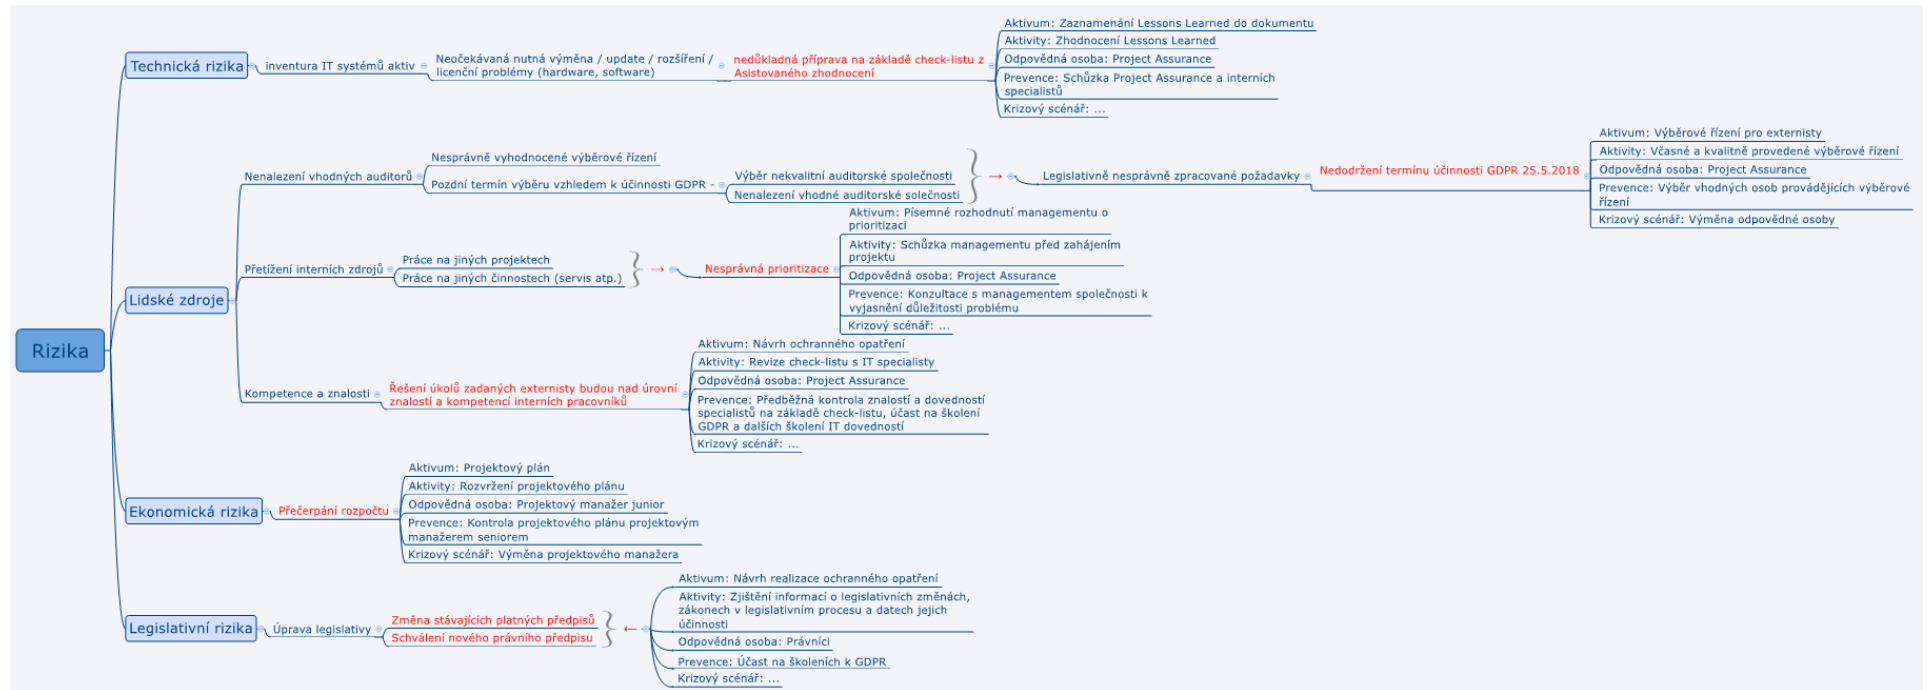 Rizika
Technická rizika
inventura IT systémů aktiv
Neočekávaná nutná výměna / update / rozšíření /
licenční problémy (hardware, software)
nedůkladná příprava na základě check-listu z
Asistovaného zhodnocení
Aktivum: Zaznamenání Lessons Learned do dokumentu
Aktivity: Zhodnocení Lessons Learned
Odpovědná osoba: Project Assurance
Prevence: Schůzka Project Assurance a interních
specialistů
Krizový scénář: ...
Lidské zdroje
Nenalezení vhodných auditorů
Nesprávně vyhodnocené výběrové řízení
Pozdní termín výběru vzhledem k účinnosti GDPR -
Výběr nekvalitní auditorské společnosti
Nenalezení vhodné auditorské solečnosti
→
Legislativně nesprávně zpracované požadavky
Nedodržení termínu účinnosti GDPR 25.5.2018
Aktivum: Výběrové řízení pro externisty
Aktivity: Včasné a kvalitně provedené výběrové řízení
Odpovědná osoba: Project Assurance
Prevence: Výběr vhodných osob provádějících výběrové
řízení
Krizový scénář: Výměna odpovědné osoby
Přetížení interních zdrojů
Práce na jiných projektech
Práce na jiných činnostech (servis atp.)
→
Nesprávná prioritizace
Aktivum: Písemné rozhodnutí managementu o
prioritizaci
Aktivity: Schůzka managementu před zahájením
projektu
Odpovědná osoba: Project Assurance
Prevence: Konzultace s managementem společnosti k
vyjasnění důležitosti problému
Krizový scénář: ...
Kompetence a znalosti
Řešení úkolů zadaných externisty budou nad úrovní
znalostí a kompetencí interních pracovníků
Aktivum: Návrh ochranného opatření
Aktivity: Revize check-listu s IT specialisty
Odpovědná osoba: Project Assurance
Prevence: Předběžná kontrola znalostí a dovedností
specialistů na základě check-listu, účast na školení
GDPR a dalších školení IT dovedností
Krizový scénář: ...
Ekonomická rizika
Přečerpání rozpočtu
Aktivum: Projektový plán
Aktivity: Rozvržení projektového plánu
Odpovědná osoba: Projektový manažer junior
Prevence: Kontrola projektového plánu projektovým
manažerem seniorem
Krizový scénář: Výměna projektového manažera
Legislativní rizika
Úprava legislativy
Změna stávajících platných předpisů
Schválení nového právního předpisu
←
Aktivum: Návrh realizace ochranného opatření
Aktivity: Zjištění informací o legislativních změnách,
zákonech v legislativním procesu a datech jejich
účinnosti
Odpovědná osoba: Právníci
Prevence: Účast na školeních k GDPR
Krizový scénář: ...